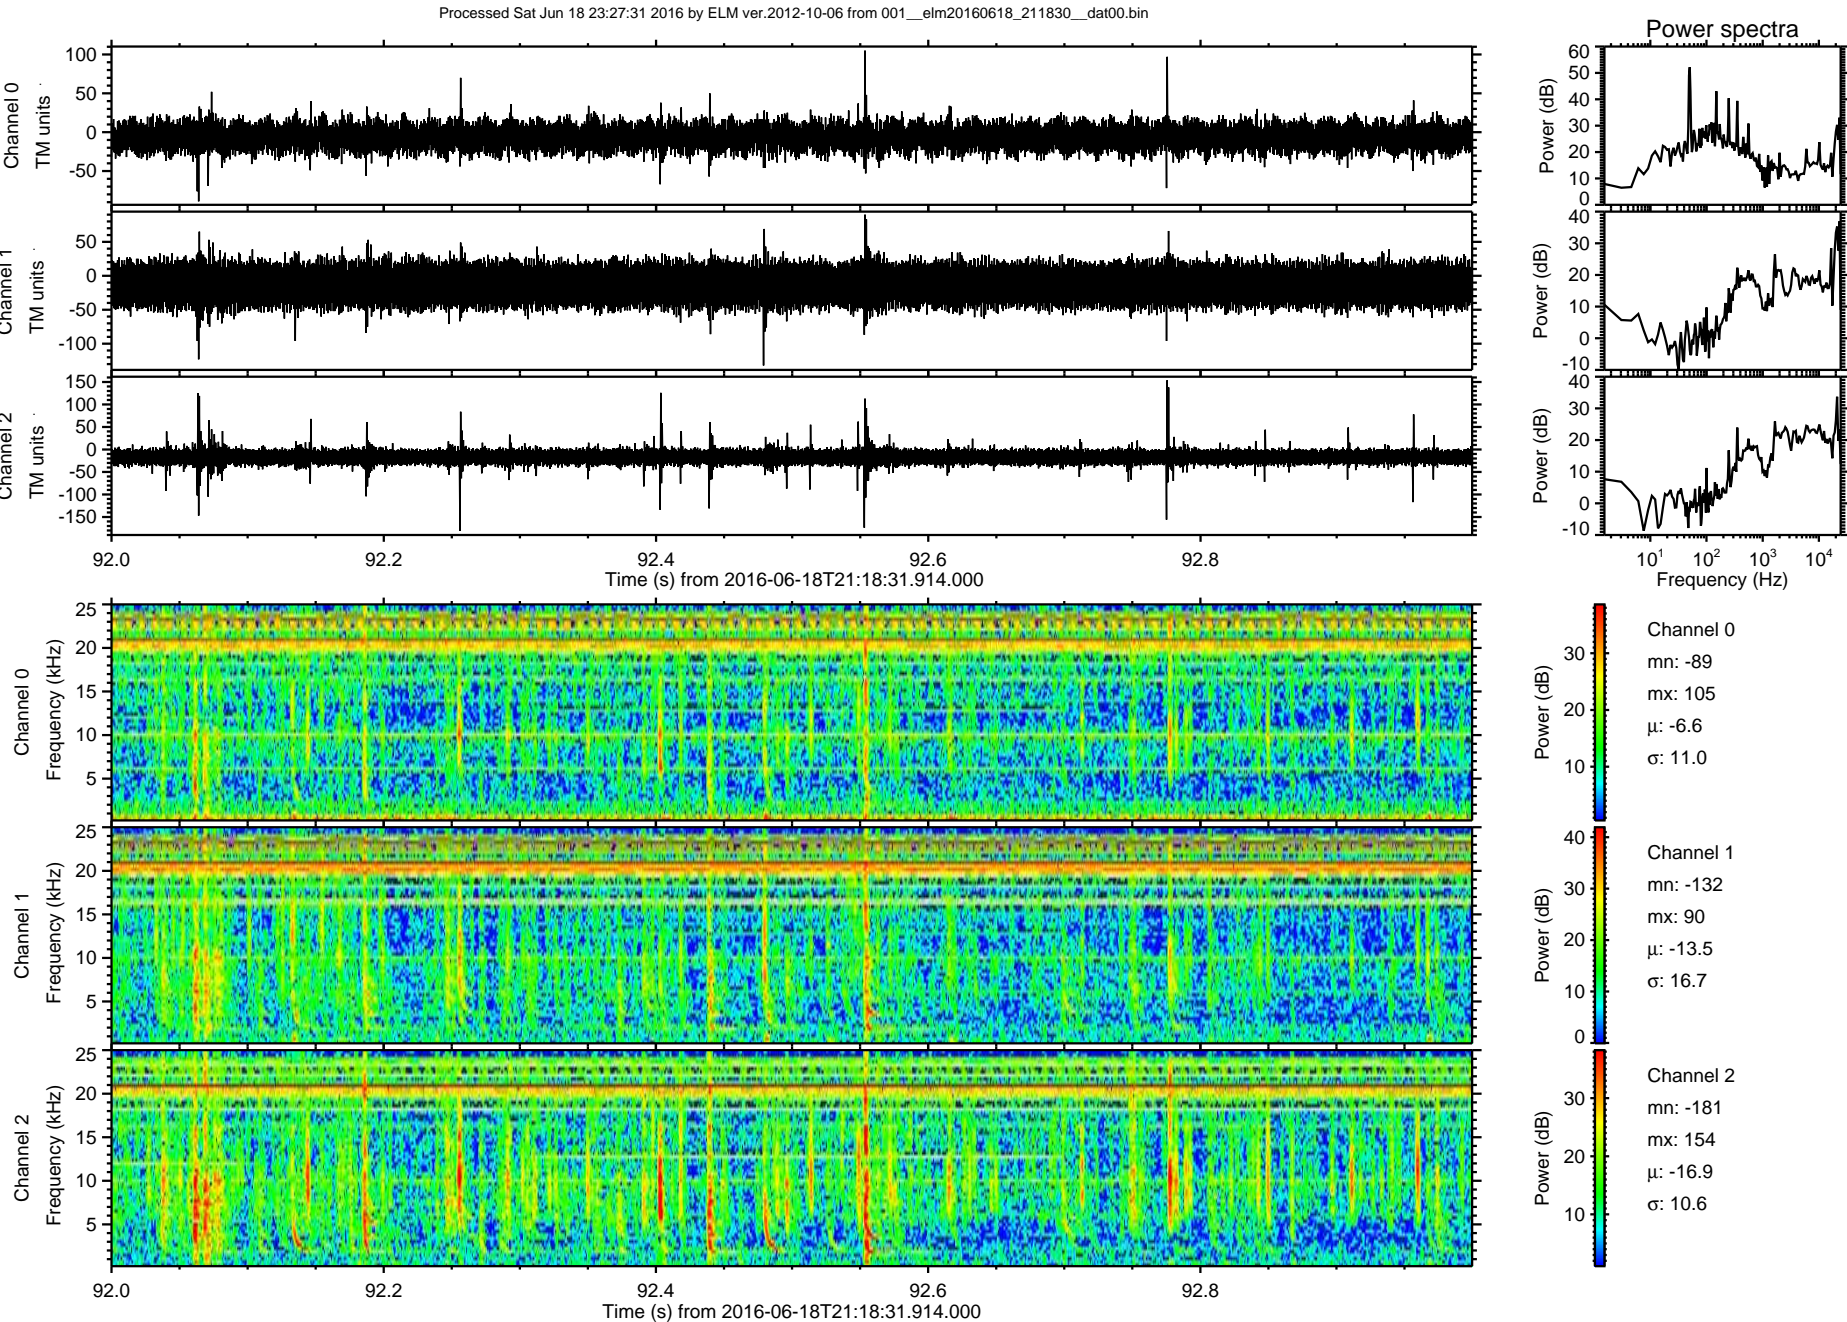 Processed Sat Jun 18 23:27:31 2016 by ELM ver.2012-10-06 from 001__elm20160618_211830__dat00.bin
Power spectra
Channel 0
TM units
100
50
0
-50
Power (dB)
60
50
40
30
20
10
0
Channel 1
TM units
50
0
-50
-100
Power (dB)
40
30
20
10
0
-10
Channel 2
TM units
150
100
50
0
-50
-100
-150
Power (dB)
40
30
20
10
0
-10
92.0 92.2 92.4 92.6 92.8
Time (s) from 2016-06-18T21:18:31.914.000
10^1 10^2 10^3 10^4
Frequency (Hz)
Channel 0
Frequency (kHz)
25
20
15
10
5
Power (dB)
30
20
10
Channel 0
mn: -89
mx: 105
μ: -6.6
σ: 11.0
Channel 1
Frequency (kHz)
25
20
15
10
5
Power (dB)
40
30
20
10
0
Channel 1
mn: -132
mx: 90
μ: -13.5
σ: 16.7
Channel 2
Frequency (kHz)
25
20
15
10
5
Power (dB)
30
20
10
Channel 2
mn: -181
mx: 154
μ: -16.9
σ: 10.6
92.0 92.2 92.4 92.6 92.8
Time (s) from 2016-06-18T21:18:31.914.000